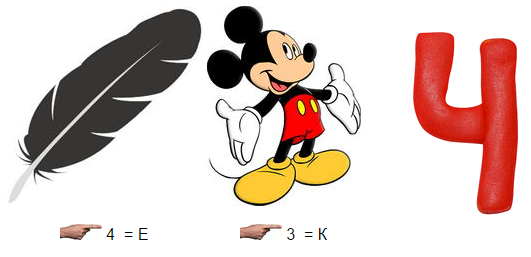 Ч
4 = Е 3 = К